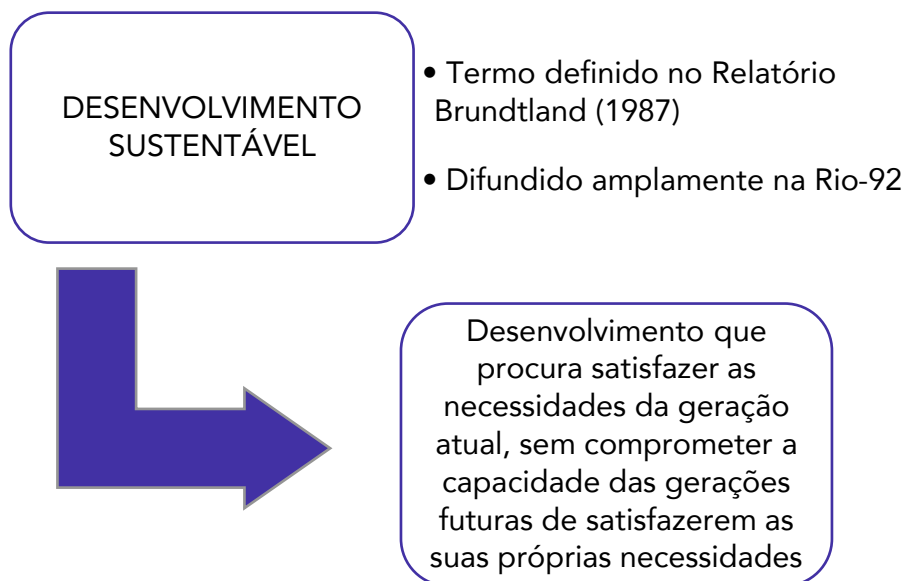 DESENVOLVIMENTO
SUSTENTÁVEL
• Termo definido no Relatório
Brundtland (1987)
• Difundido amplamente na Rio-92
Desenvolvimento que
procura satisfazer as
necessidades da geração
atual, sem comprometer a
capacidade das gerações
futuras de satisfazerem as
suas próprias necessidades